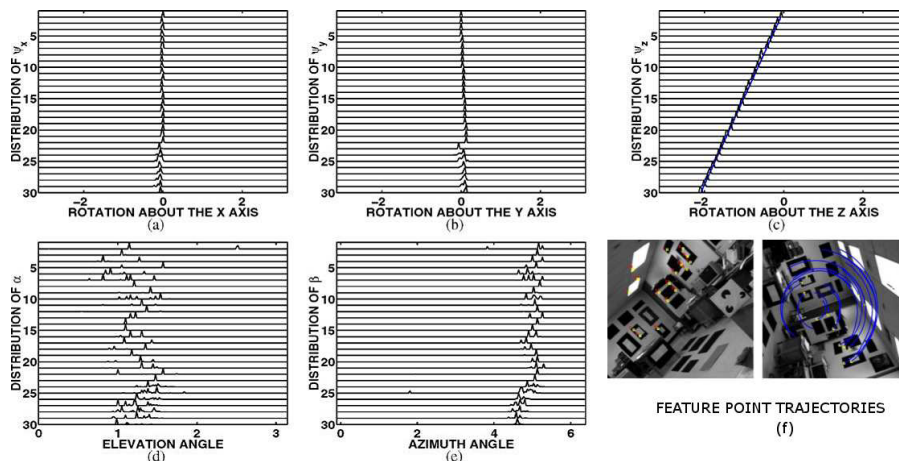 DISTRIBUTION OF ψx
5
10
15
20
25
30
−2
0
2
ROTATION ABOUT THE X AXIS
(a)
DISTRIBUTION OF ψy
5
10
15
20
25
30
−2
0
2
ROTATION ABOUT THE Y AXIS
(b)
DISTRIBUTION OF ψz
5
10
15
20
25
30
−2
0
2
ROTATION ABOUT THE Z AXIS
(c)
DISTRIBUTION OF α
5
10
15
20
25
30
0
1
2
3
ELEVATION ANGLE
(d)
DISTRIBUTION OF β
5
10
15
20
25
30
0
2
4
6
AZIMUTH ANGLE
(e)
FEATURE POINT TRAJECTORIES
(f)